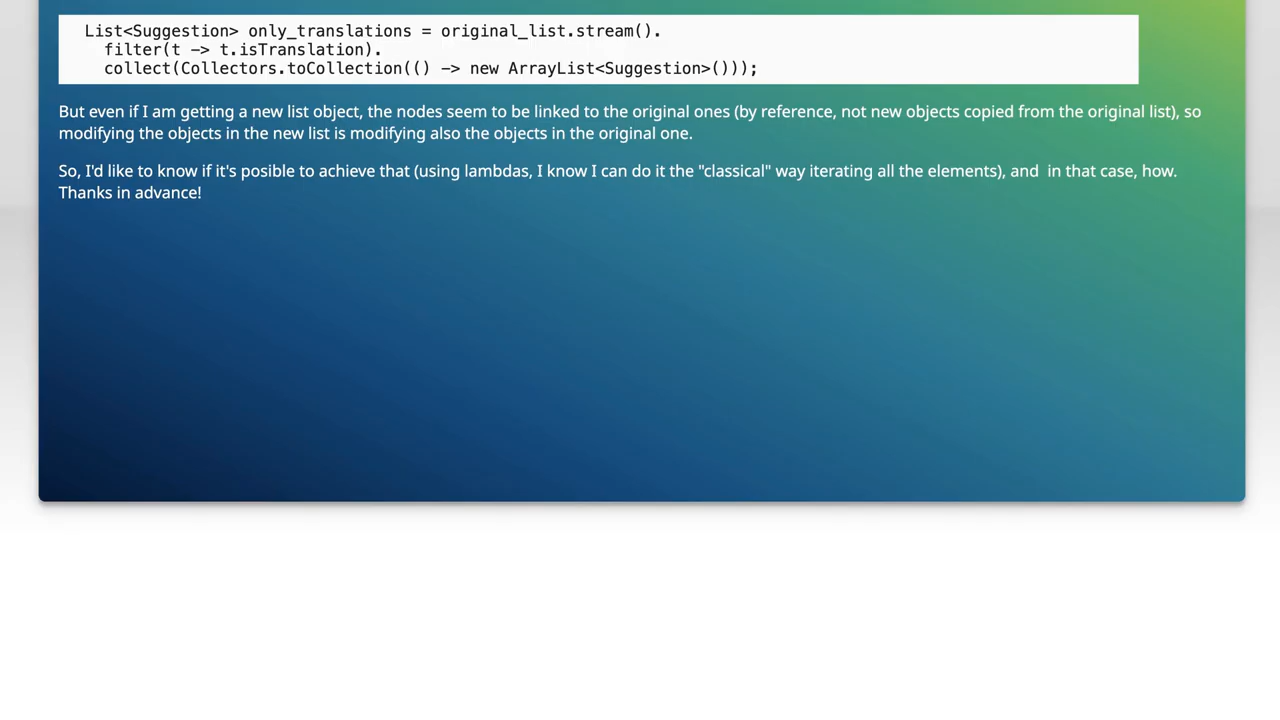 List<Suggestion> only_translations = original_list.stream().
filter(t -> t.isTranslation).
collect(Collectors.toCollection(() -> new ArrayList<Suggestion>()));
But even if I am getting a new list object, the nodes seem to be linked to the original ones (by reference, not new objects copied from the original list), so
modifying the objects in the new list is modifying also the objects in the original one.
So, I'd like to know if it's posible to achieve that (using lambdas, I know I can do it the "classical" way iterating all the elements), and  in that case, how.
Thanks in advance!